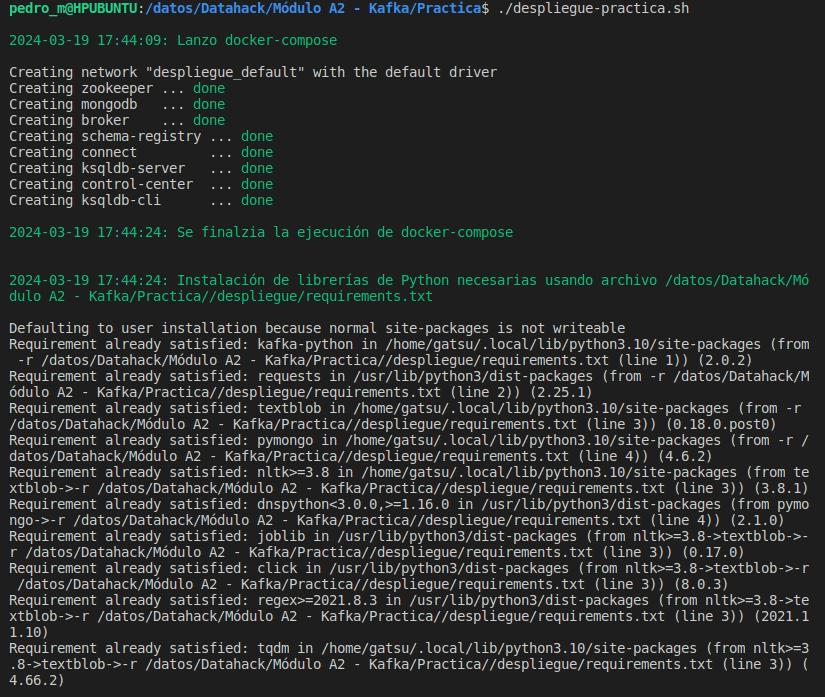 pedro_m@HPUBUNTU:/datos/Datahack/Módulo A2 - Kafka/Practica$ ./despliegue-practica.sh
2024-03-19 17:44:09: Lanzo docker-compose
Creating network "despliegue_default" with the default driver
Creating zookeeper ... done
Creating mongodb   ... done
Creating broker    ... done
Creating schema-registry ... done
Creating connect         ... done
Creating ksqldb-server   ... done
Creating control-center  ... done
Creating ksqldb-cli      ... done
2024-03-19 17:44:24: Se finalzia la ejecución de docker-compose
2024-03-19 17:44:24: Instalación de librerías de Python necesarias usando archivo /datos/Datahack/Mó
dulo A2 - Kafka/Practica//despliegue/requirements.txt
Defaulting to user installation because normal site-packages is not writeable
Requirement already satisfied: kafka-python in /home/gatsu/.local/lib/python3.10/site-packages (from
 -r /datos/Datahack/Módulo A2 - Kafka/Practica//despliegue/requirements.txt (line 1)) (2.0.2)
Requirement already satisfied: requests in /usr/lib/python3/dist-packages (from -r /datos/Datahack/M
ódulo A2 - Kafka/Practica//despliegue/requirements.txt (line 2)) (2.25.1)
Requirement already satisfied: textblob in /home/gatsu/.local/lib/python3.10/site-packages (from -r
/datos/Datahack/Módulo A2 - Kafka/Practica//despliegue/requirements.txt (line 3)) (0.18.0.post0)
Requirement already satisfied: pymongo in /home/gatsu/.local/lib/python3.10/site-packages (from -r /
datos/Datahack/Módulo A2 - Kafka/Practica//despliegue/requirements.txt (line 4)) (4.6.2)
Requirement already satisfied: nltk>=3.8 in /home/gatsu/.local/lib/python3.10/site-packages (from te
xtblob->-r /datos/Datahack/Módulo A2 - Kafka/Practica//despliegue/requirements.txt (line 3)) (3.8.1)
Requirement already satisfied: dnspython<3.0.0,>=1.16.0 in /usr/lib/python3/dist-packages (from pymo
ngo->-r /datos/Datahack/Módulo A2 - Kafka/Practica//despliegue/requirements.txt (line 4)) (2.1.0)
Requirement already satisfied: joblib in /usr/lib/python3/dist-packages (from nltk>=3.8->textblob->-
r /datos/Datahack/Módulo A2 - Kafka/Practica//despliegue/requirements.txt (line 3)) (0.17.0)
Requirement already satisfied: click in /usr/lib/python3/dist-packages (from nltk>=3.8->textblob->-r
 /datos/Datahack/Módulo A2 - Kafka/Practica//despliegue/requirements.txt (line 3)) (8.0.3)
Requirement already satisfied: regex>=2021.8.3 in /usr/lib/python3/dist-packages (from nltk>=3.8->te
xtblob->-r /datos/Datahack/Módulo A2 - Kafka/Practica//despliegue/requirements.txt (line 3)) (2021.1
1.10)
Requirement already satisfied: tqdm in /home/gatsu/.local/lib/python3.10/site-packages (from nltk>=3
.8->textblob->-r /datos/Datahack/Módulo A2 - Kafka/Practica//despliegue/requirements.txt (line 3)) (
4.66.2)